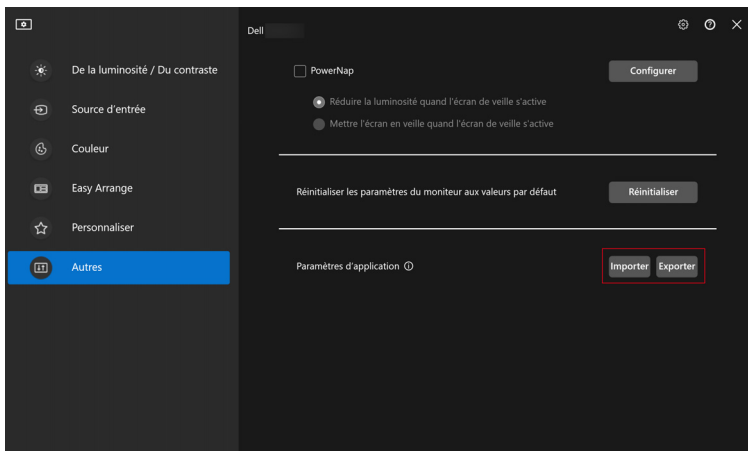 Dell
De la luminosité / Du contraste
Source d'entrée
Couleur
Easy Arrange
Personnaliser
Autres
PowerNap
Configurer
Réduire la luminosité quand l'écran de veille s'active
Mettre l'écran en veille quand l'écran de veille s'active
Réinitialiser les paramètres du moniteur aux valeurs par défaut
Réinitialiser
Paramètres d'application
Importer
Exporter